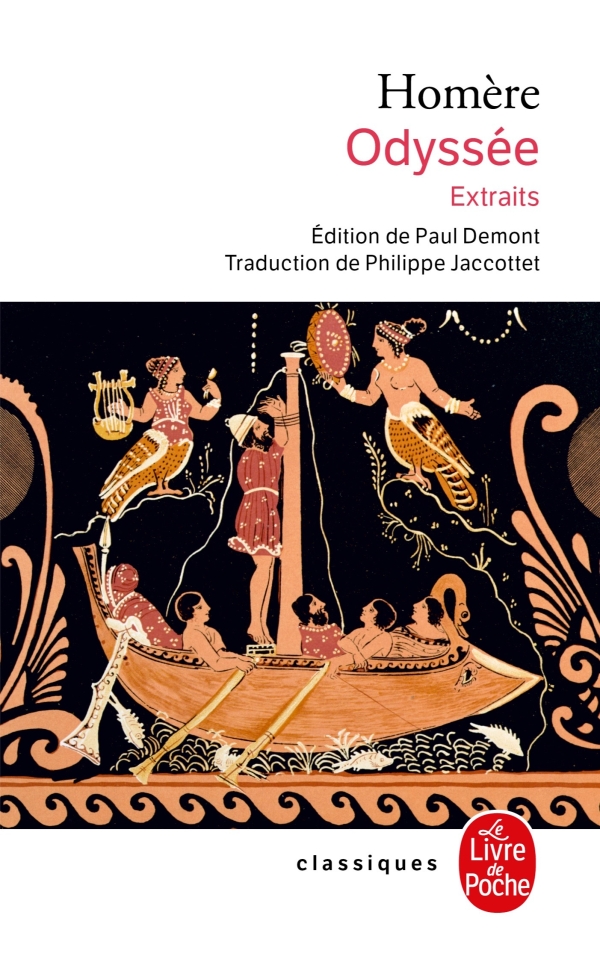 Homère
Odyssée
Extraits
Édition de Paul Demont
Traduction de Philippe Jaccottet
classiques
Le
Livre
de
Poche